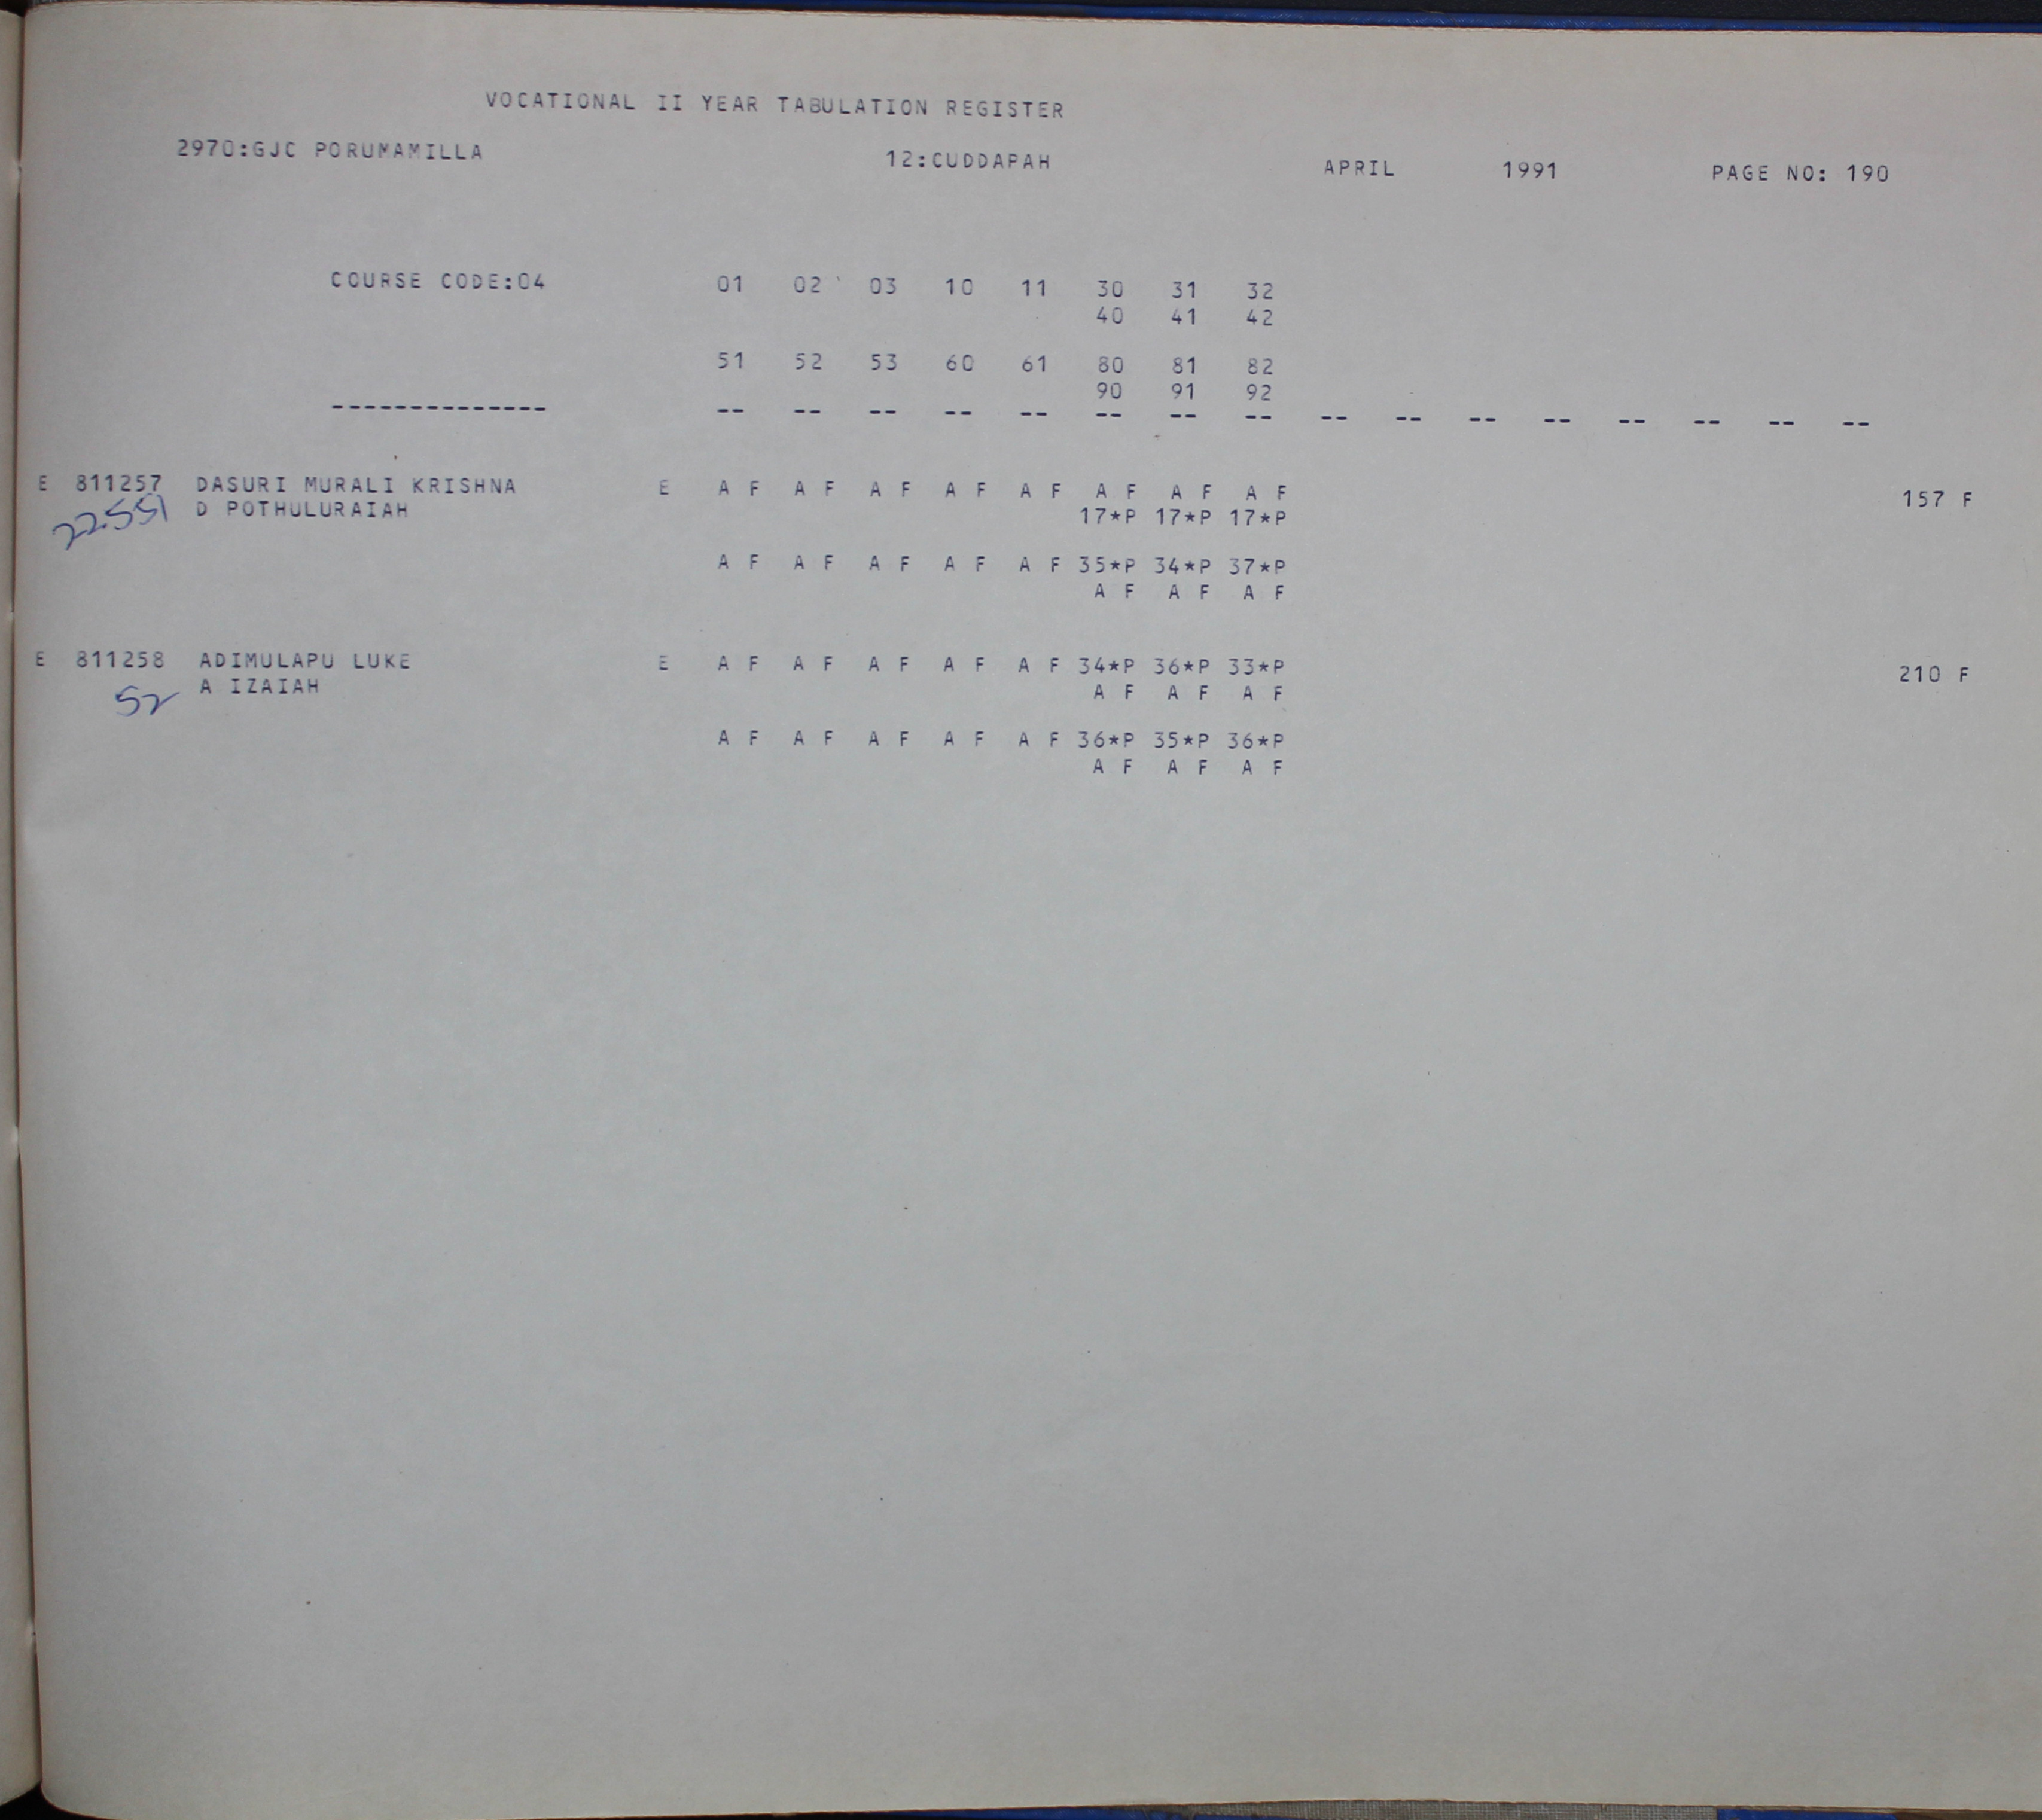 VOCATIONAL II YEAR TABULATION REGISTER
2970:GJC PORUMAMILLA 12:CUDDAPAH APRIL 1991 PAGE NO: 190
COURSE CODE:04 01 02 03 10 11 30 31 32
40 41 42
51 52 53 60 61 80 81 82
90 91 92
-------------- -- -- -- -- -- -- -- -- -- -- -- -- -- -- -- --
E 811257 DASURI MURALI KRISHNA E A F A F A F A F A F A F A F A F 157 F
22551 D POTHULURAIAH 17*P 17*P 17*P
A F A F A F A F A F 35*P 34*P 37*P
A F A F A F
E 811258 ADIMULAPU LUKE E A F A F A F A F A F 34*P 36*P 33*P 210 F
52 A IZAIAH A F A F A F
A F A F A F A F A F 36*P 35*P 36*P
A F A F A F